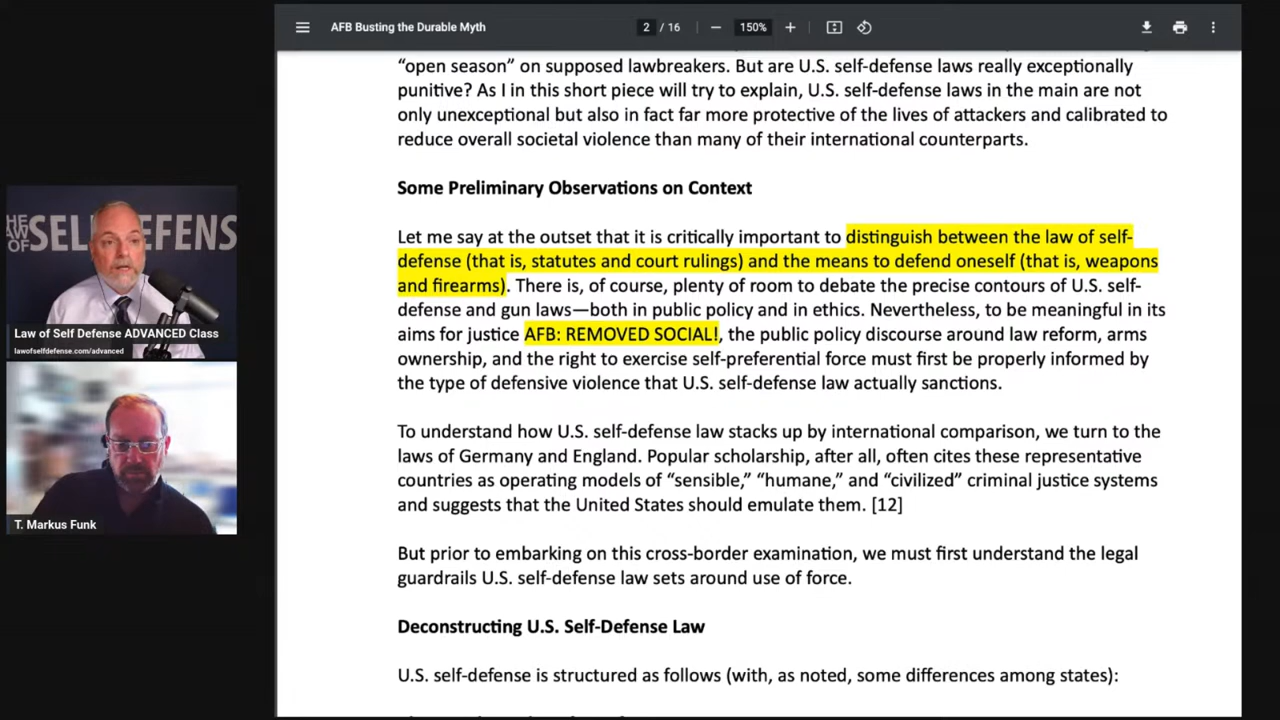 AFB Busting the Durable Myth
2 / 16
150%
“open season” on supposed lawbreakers. But are U.S. self-defense laws really exceptionally
punitive? As I in this short piece will try to explain, U.S. self-defense laws in the main are not
only unexceptional but also in fact far more protective of the lives of attackers and calibrated to
reduce overall societal violence than many of their international counterparts.
Some Preliminary Observations on Context
Let me say at the outset that it is critically important to distinguish between the law of self-
defense (that is, statutes and court rulings) and the means to defend oneself (that is, weapons
and firearms). There is, of course, plenty of room to debate the precise contours of U.S. self-
defense and gun laws—both in public policy and in ethics. Nevertheless, to be meaningful in its
aims for justice AFB: REMOVED SOCIAL!, the public policy discourse around law reform, arms
ownership, and the right to exercise self-preferential force must first be properly informed by
the type of defensive violence that U.S. self-defense law actually sanctions.
To understand how U.S. self-defense law stacks up by international comparison, we turn to the
laws of Germany and England. Popular scholarship, after all, often cites these representative
countries as operating models of “sensible,” “humane,” and “civilized” criminal justice systems
and suggests that the United States should emulate them. [12]
But prior to embarking on this cross-border examination, we must first understand the legal
guardrails U.S. self-defense law sets around use of force.
Deconstructing U.S. Self-Defense Law
U.S. self-defense is structured as follows (with, as noted, some differences among states):
Law of Self Defense ADVANCED Class
lawofselfdefense.com/advanced
T. Markus Funk